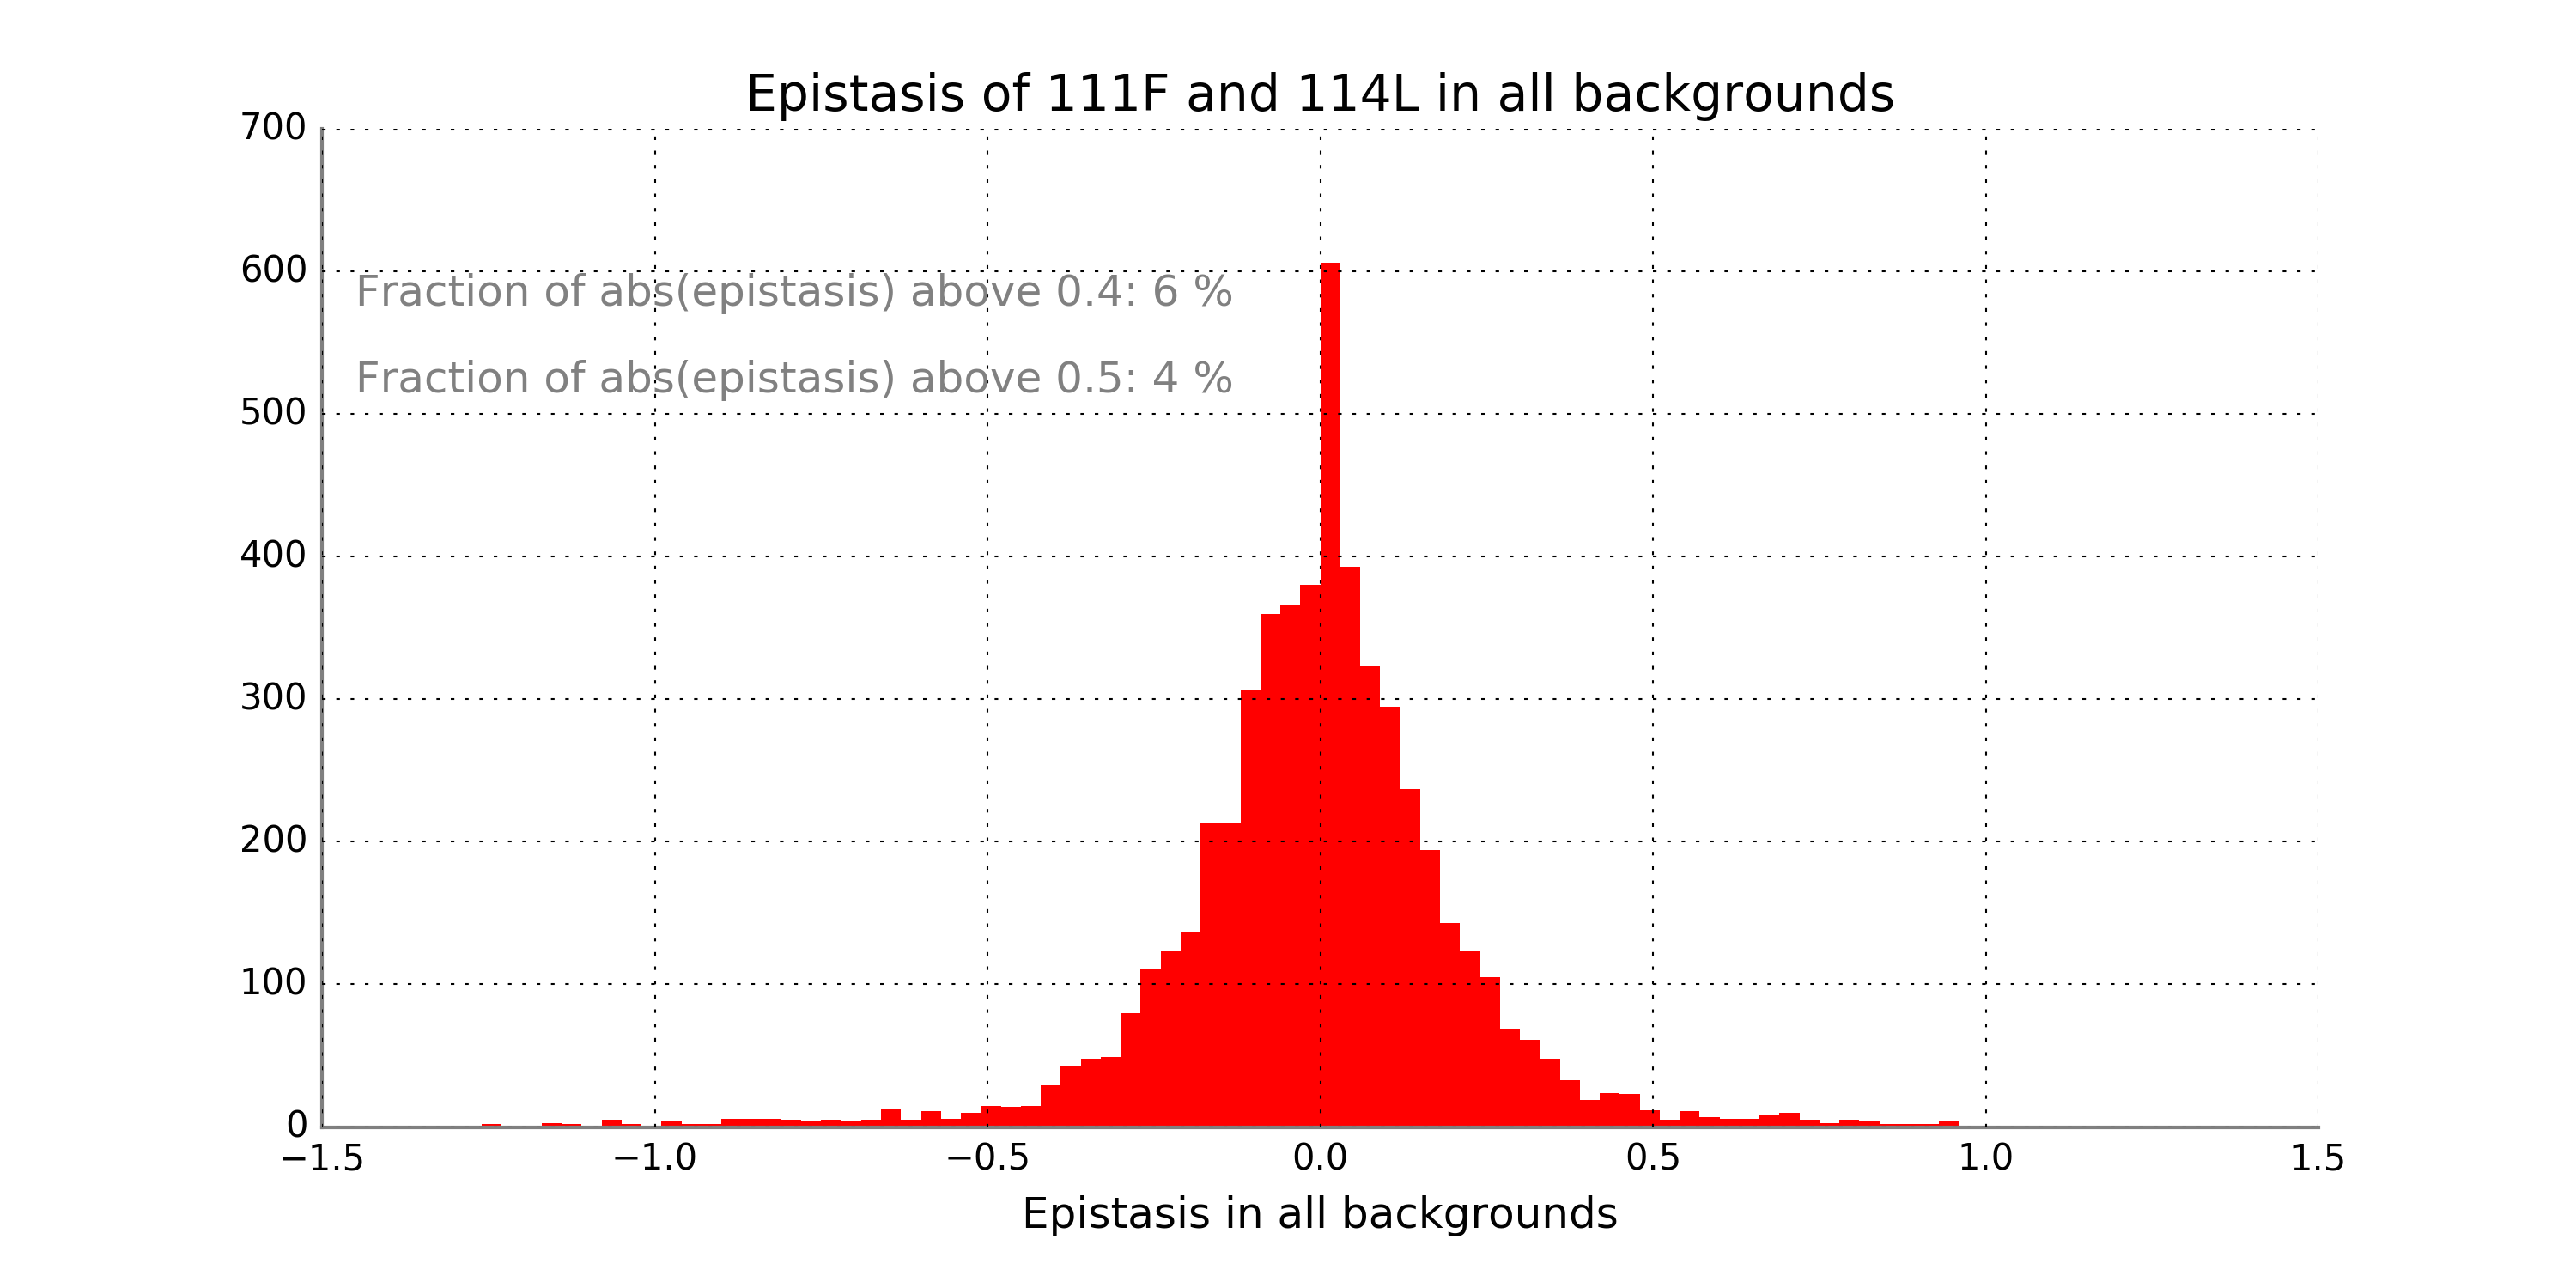 Epistasis of 111F and 114L in all backgrounds
700
600
Fraction of abs(epistasis) above 0.4: 6 %
Fraction of abs(epistasis) above 0.5: 4 %
500
400
300
200
100
0
−1.5 −1.0 −0.5 0.0 0.5 1.0 1.5
Epistasis in all backgrounds